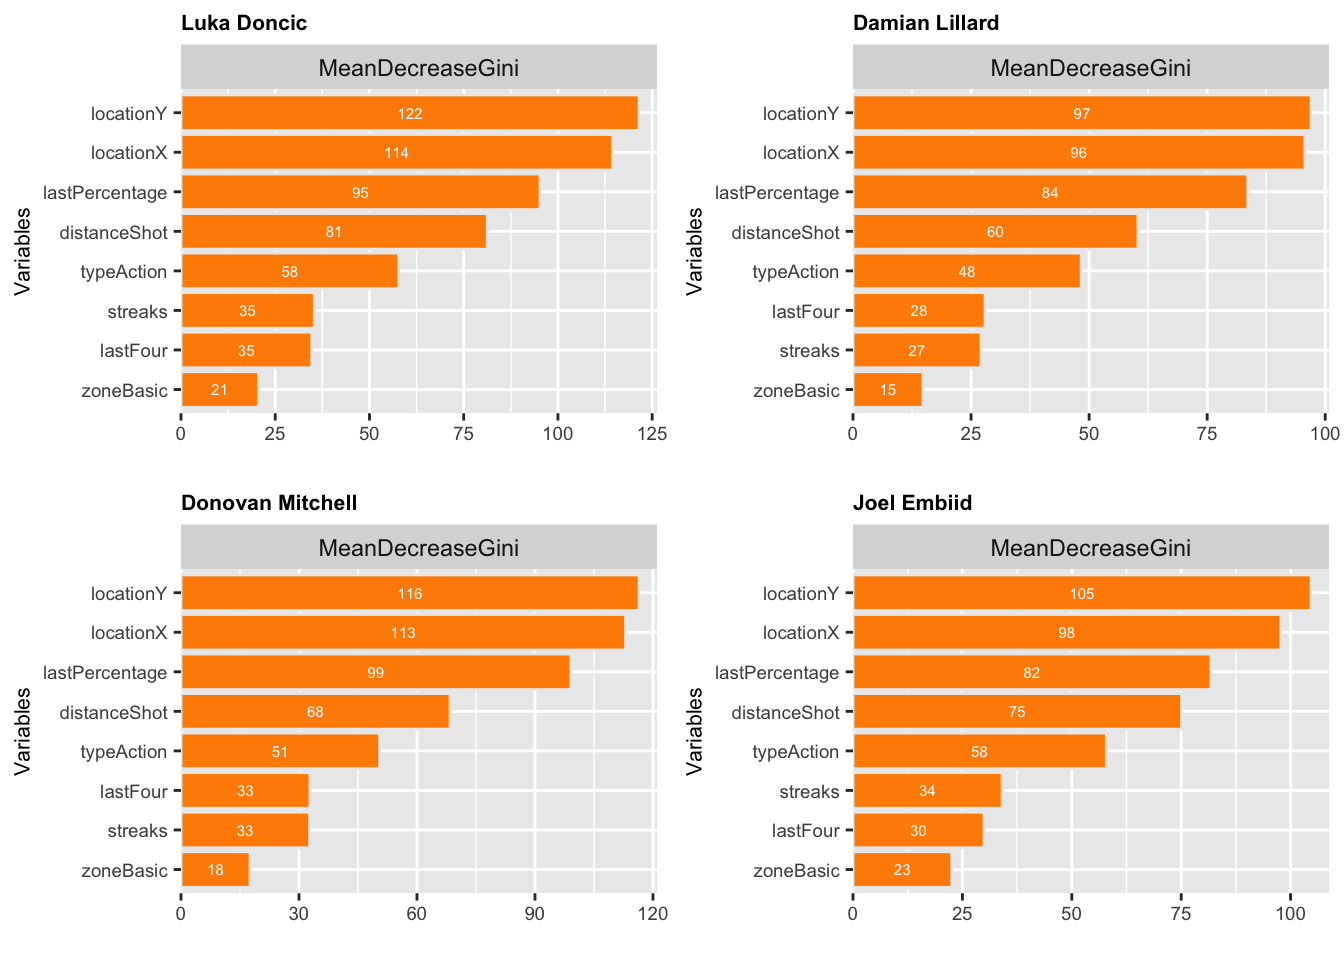 Luka Doncic
MeanDecreaseGini
Variables
locationY 122
locationX 114
lastPercentage 95
distanceShot 81
typeAction 58
streaks 35
lastFour 35
zoneBasic 21
0 25 50 75 100 125
Damian Lillard
MeanDecreaseGini
Variables
locationY 97
locationX 96
lastPercentage 84
distanceShot 60
typeAction 48
lastFour 28
streaks 27
zoneBasic 15
0 25 50 75 100
Donovan Mitchell
MeanDecreaseGini
Variables
locationY 116
locationX 113
lastPercentage 99
distanceShot 68
typeAction 51
lastFour 33
streaks 33
zoneBasic 18
0 30 60 90 120
Joel Embiid
MeanDecreaseGini
Variables
locationY 105
locationX 98
lastPercentage 82
distanceShot 75
typeAction 58
streaks 34
lastFour 30
zoneBasic 23
0 25 50 75 100